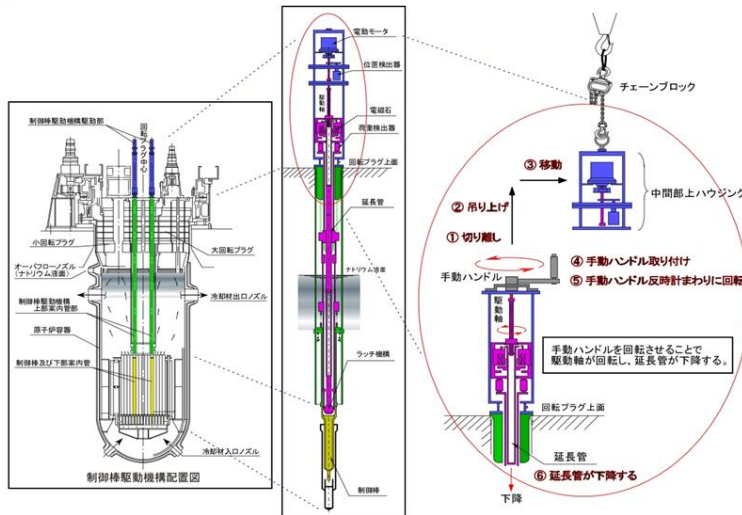 制御棒駆動機構駆動部
回転プラグ中心
小回転プラグ
大回転プラグ
オーバフローノズル
(ナトリウム液面)
制御棒駆動機構
上部案内管部
冷却材出口ノズル
原子炉容器
制御棒及び下部案内管
冷却材入口ノズル
制御棒駆動機構配置図
電動モータ
位置検出器
駆動軸
電磁石
荷重検出器
回転プラグ上面
延長管
ナトリウム液面
ラッチ機構
制御棒
チェーンブロック
③ 移動
中間部上ハウジング
② 吊り上げ
① 切り離し
④ 手動ハンドル取り付け
手動ハンドル
⑤ 手動ハンドル反時計まわりに回転
駆動軸
手動ハンドルを回転させることで
駆動軸が回転し、延長管が下降する。
回転プラグ上面
延長管
⑥ 延長管が下降する
下降